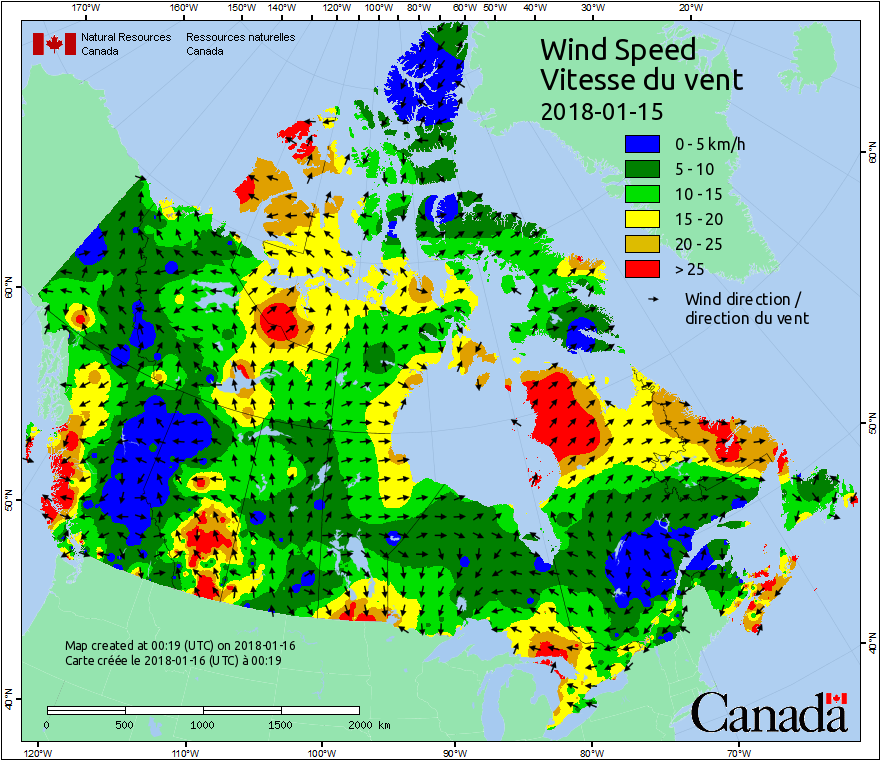 170°W 160°W 150°W 140°W 130°W 120°W 110°W 100°W 80°W 60°W 50°W 40°W 30°W 20°W
Natural Resources Canada
Ressources naturelles Canada
Wind Speed
Vitesse du vent
2018-01-15
0 - 5 km/h
5 - 10
10 - 15
15 - 20
20 - 25
> 25
Wind direction /
direction du vent
60°N
50°N
40°N
60°N
50°N
40°N
Map created at 00:19 (UTC) on 2018-01-16
Carte créée le 2018-01-16 (UTC) à 00:19
0 500 1000 1500 2000 km
Canada
120°W 110°W 100°W 90°W 80°W 70°W